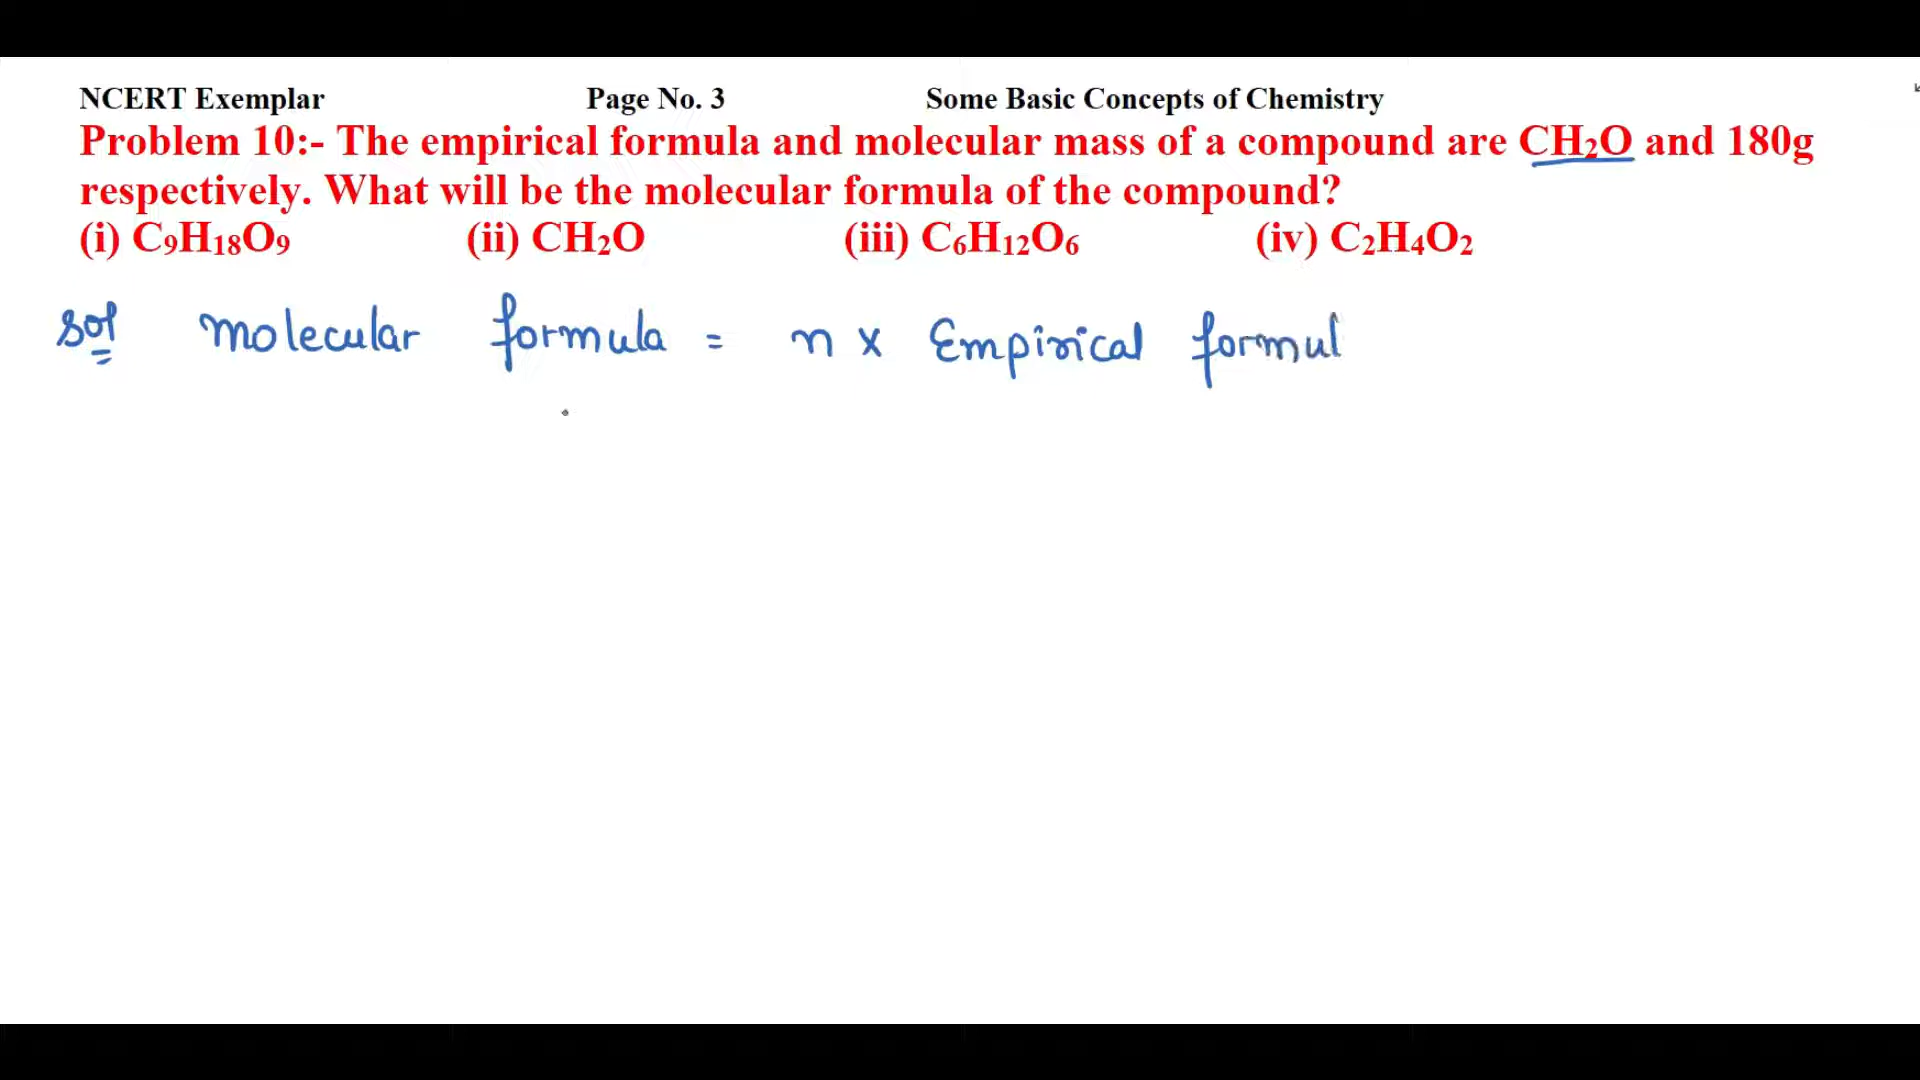 NCERT Exemplar Page No. 3 Some Basic Concepts of Chemistry
Problem 10:- The empirical formula and molecular mass of a compound are CH₂O and 180g
respectively. What will be the molecular formula of the compound?
(i) C₉H₁₈O₉ (ii) CH₂O (iii) C₆H₁₂O₆ (iv) C₂H₄O₂
Sol molecular formula = n x Empirical formul